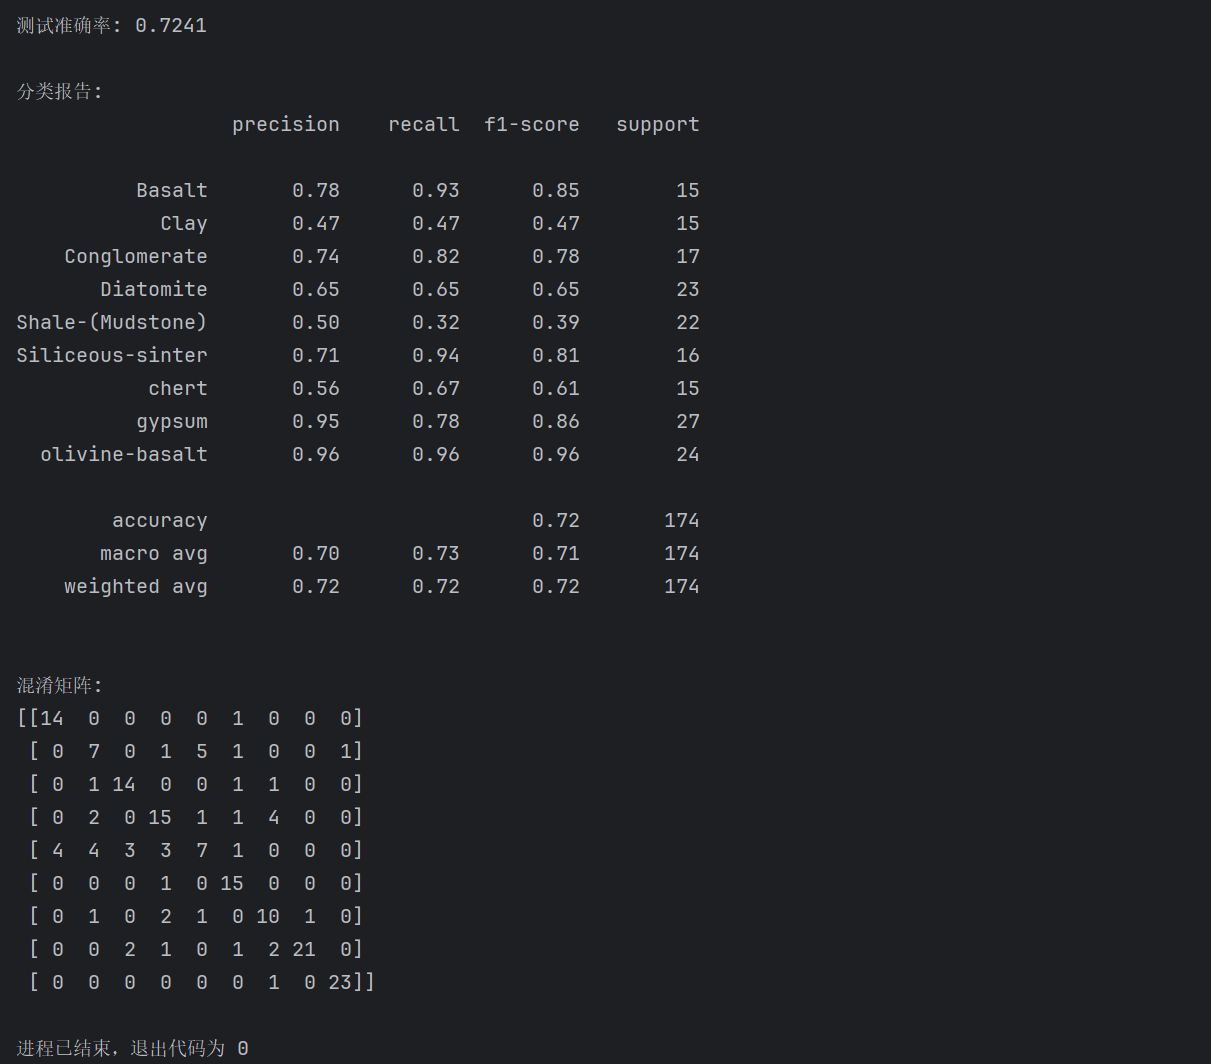 测试准确率: 0.7241
分类报告:
precision recall f1-score support
Basalt 0.78 0.93 0.85 15
Clay 0.47 0.47 0.47 15
Conglomerate 0.74 0.82 0.78 17
Diatomite 0.65 0.65 0.65 23
Shale-(Mudstone) 0.50 0.32 0.39 22
Siliceous-sinter 0.71 0.94 0.81 16
chert 0.56 0.67 0.61 15
gypsum 0.95 0.78 0.86 27
olivine-basalt 0.96 0.96 0.96 24
accuracy 0.72 174
macro avg 0.70 0.73 0.71 174
weighted avg 0.72 0.72 0.72 174
混淆矩阵:
[[14 0 0 0 0 1 0 0 0]
[ 0 7 0 1 5 1 0 0 1]
[ 0 1 14 0 0 1 1 0 0]
[ 0 2 0 15 1 1 4 0 0]
[ 4 4 3 3 7 1 0 0 0]
[ 0 0 0 1 0 15 0 0 0]
[ 0 1 0 2 1 0 10 1 0]
[ 0 0 2 1 0 1 2 21 0]
[ 0 0 0 0 0 0 1 0 23]]
进程已结束，退出代码为 0